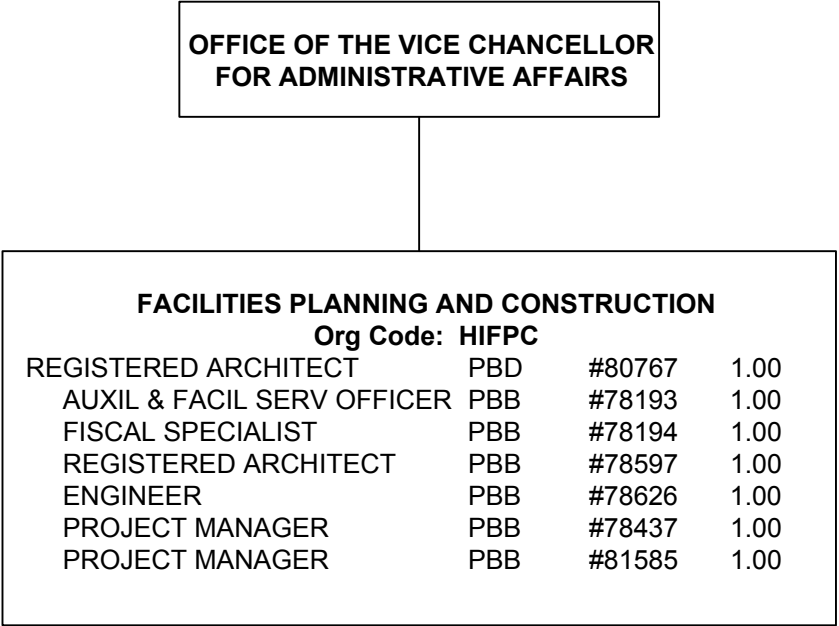 OFFICE OF THE VICE CHANCELLOR
FOR ADMINISTRATIVE AFFAIRS
FACILITIES PLANNING AND CONSTRUCTION
Org Code: HIFPC
REGISTERED ARCHITECT PBD #80767 1.00
AUXIL & FACIL SERV OFFICER PBB #78193 1.00
FISCAL SPECIALIST PBB #78194 1.00
REGISTERED ARCHITECT PBB #78597 1.00
ENGINEER PBB #78626 1.00
PROJECT MANAGER PBB #78437 1.00
PROJECT MANAGER PBB #81585 1.00